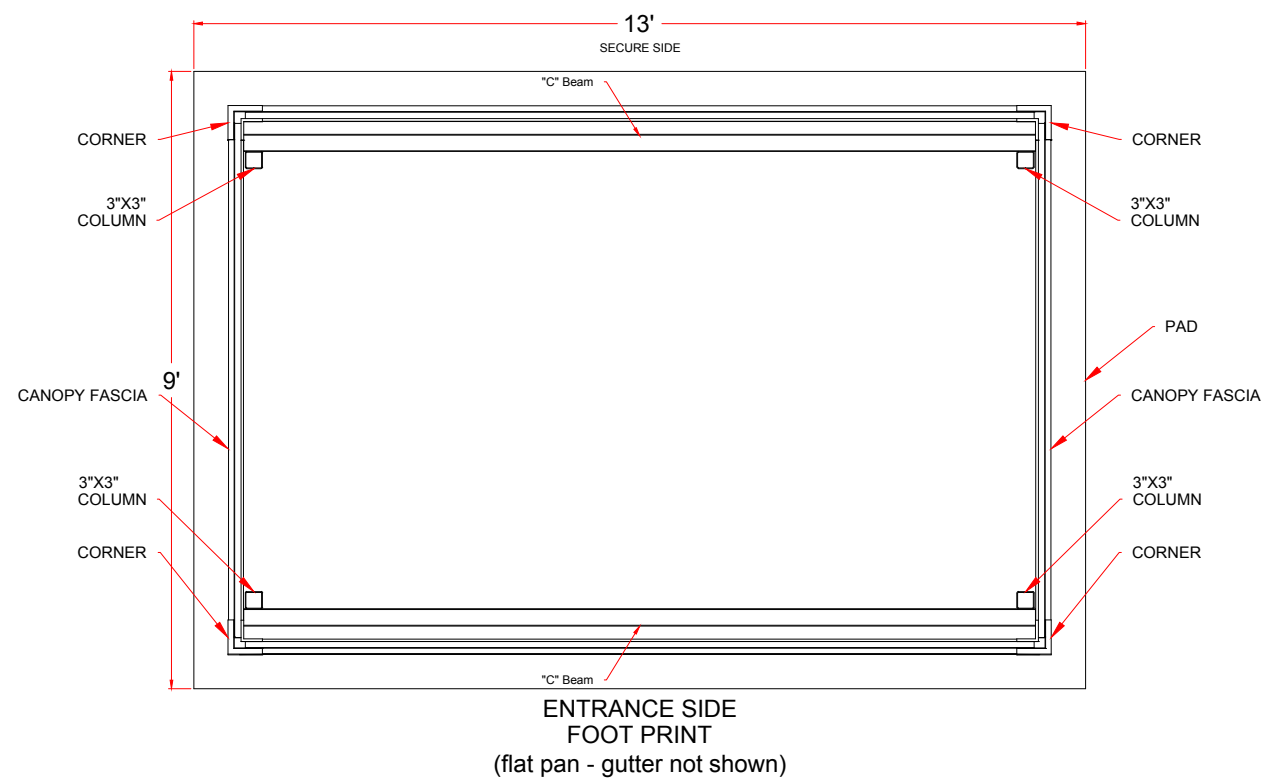 13'
SECURE SIDE
"C" Beam
CORNER
CORNER
3"X3"
COLUMN
3"X3"
COLUMN
PAD
9'
CANOPY FASCIA
CANOPY FASCIA
3"X3"
COLUMN
3"X3"
COLUMN
CORNER
CORNER
"C" Beam
ENTRANCE SIDE
FOOT PRINT
(flat pan - gutter not shown)